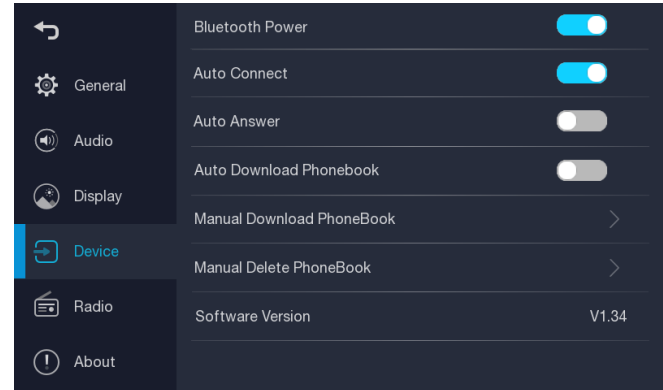 General
Audio
Display
Device
Radio
About
Bluetooth Power
Auto Connect
Auto Answer
Auto Download Phonebook
Manual Download PhoneBook
Manual Delete PhoneBook
Software Version V1.34